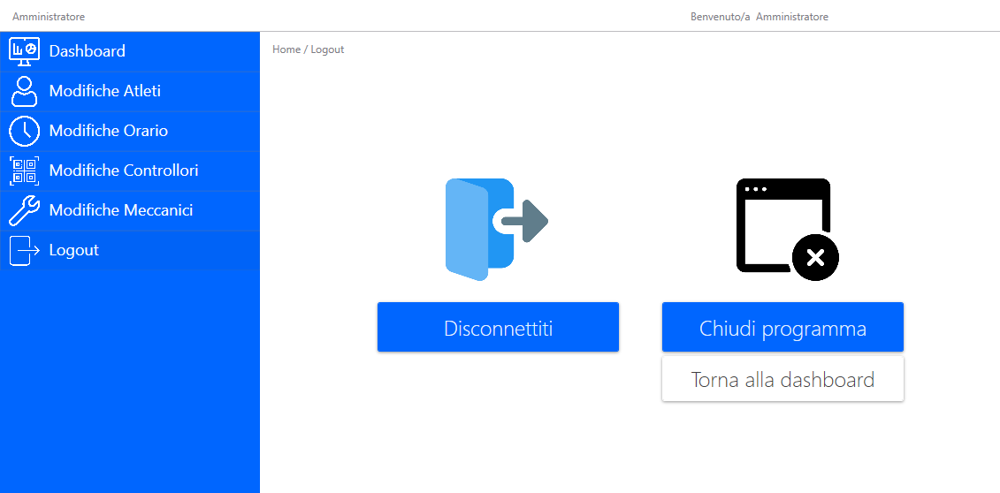 Amministratore
Benvenuto/a Amministratore
Dashboard
Modifiche Atleti
Modifiche Orario
Modifiche Controllori
Modifiche Meccanici
Logout
Home / Logout
Disconnettiti
Chiudi programma
Torna alla dashboard